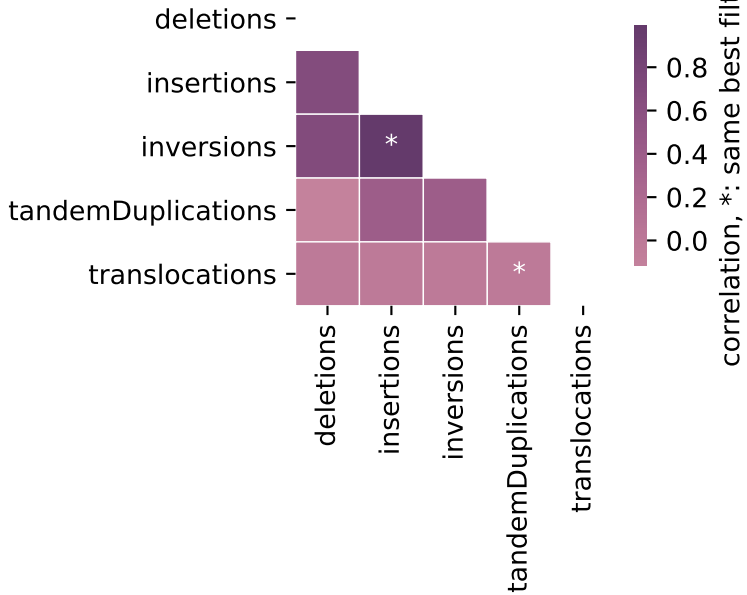 deletions
insertions
inversions
tandemDuplications
translocations
*
*
deletions
insertions
inversions
tandemDuplications
translocations
0.8
0.6
0.4
0.2
0.0
correlation, *: same best